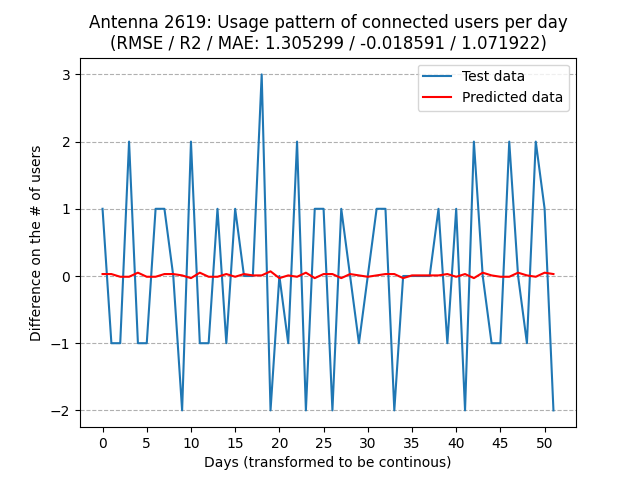 Antenna 2619: Usage pattern of connected users per day
(RMSE / R2 / MAE: 1.305299 / -0.018591 / 1.071922)
Test data
Predicted data
3
2
1
0
−1
−2
Difference on the # of users
0 5 10 15 20 25 30 35 40 45 50
Days (transformed to be continous)